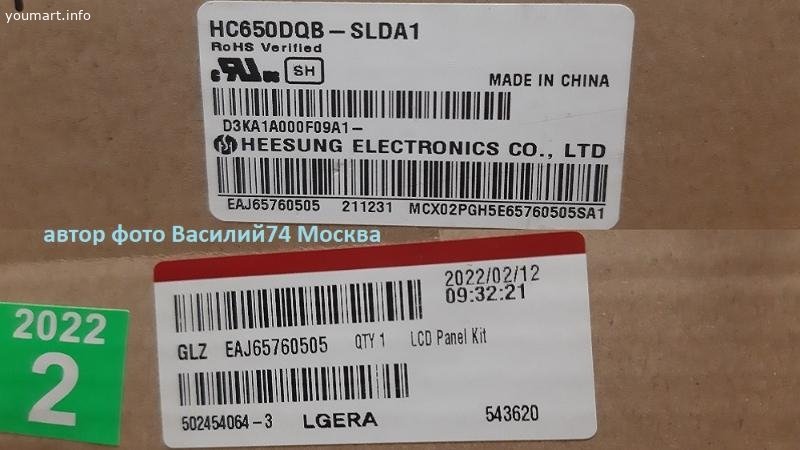 youmart.info
HC650DQB-SLDA1
RoHS Verified
SH
MADE IN CHINA
D3KA1A000F09A1-
HEESUNG ELECTRONICS CO., LTD
EAJ65760505 211231 MCX02PGH5E65760505SA1
автор фото Василий74 Москва
2022/02/12
09:32:21
GLZ EAJ65760505 QTY 1 LCD Panel Kit
502454064-3 LGERA 543620
2022
2